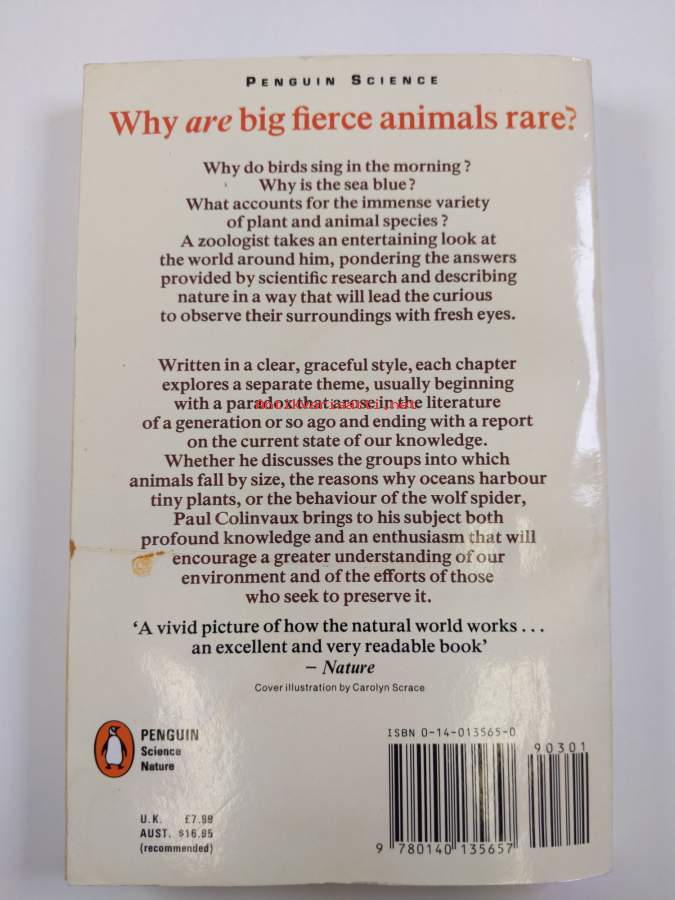 PENGUIN SCIENCE
Why are big fierce animals rare?
Why do birds sing in the morning?
Why is the sea blue?
What accounts for the immense variety
of plant and animal species?
A zoologist takes an entertaining look at
the world around him, pondering the answers
provided by scientific research and describing
nature in a way that will lead the curious
to observe their surroundings with fresh eyes.
Written in a clear, graceful style, each chapter
explores a separate theme, usually beginning
with a paradox that arose in the literature
antikvariaatti.net
of a generation or so ago and ending with a report
on the current state of our knowledge.
Whether he discusses the groups into which
animals fall by size, the reasons why oceans harbour
tiny plants, or the behaviour of the wolf spider,
Paul Colinvaux brings to his subject both
profound knowledge and an enthusiasm that will
encourage a greater understanding of our
environment and of the efforts of those
who seek to preserve it.
‘A vivid picture of how the natural world works...
an excellent and very readable book’
– Nature
Cover illustration by Carolyn Scrace
PENGUIN
Science
Nature
U.K. £7.99
AUST. $16.95
(recommended)
ISBN 0-14-013565-0
90301
9 780140 135657